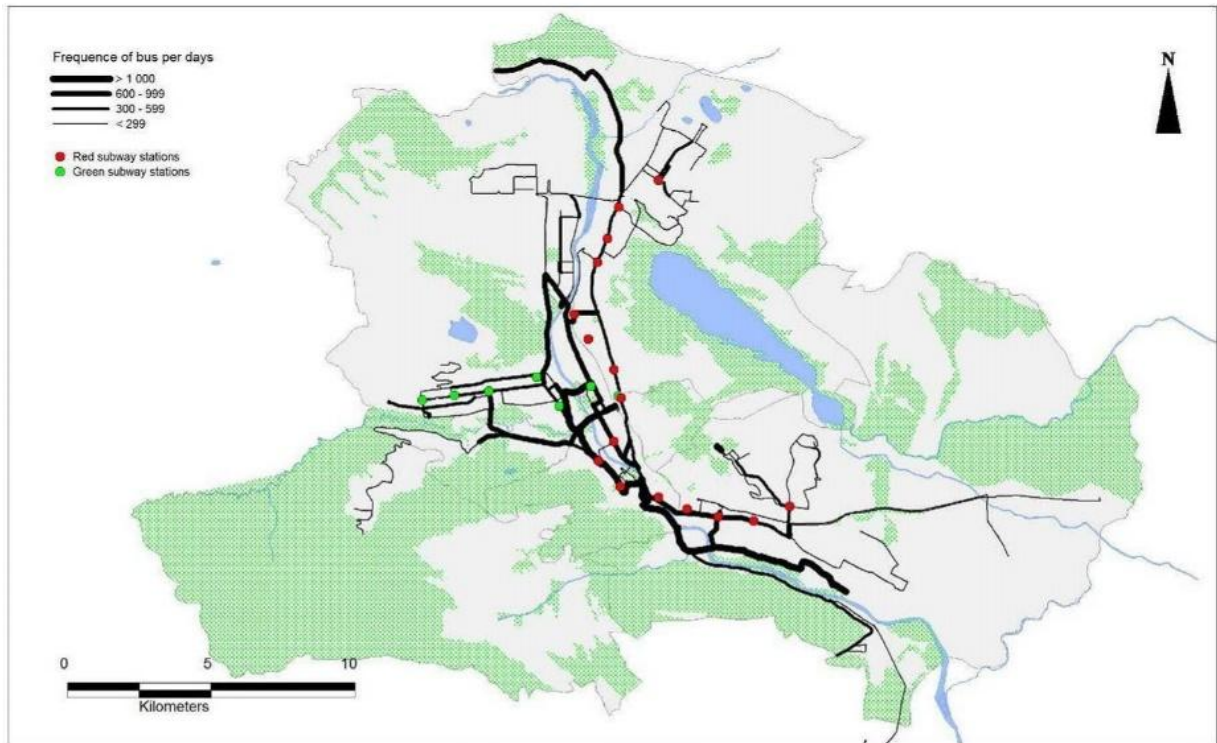 Frequence of bus per days
> 1 000
600 - 999
300 - 599
< 299
Red subway stations
Green subway stations
N
0 5 10
Kilometers